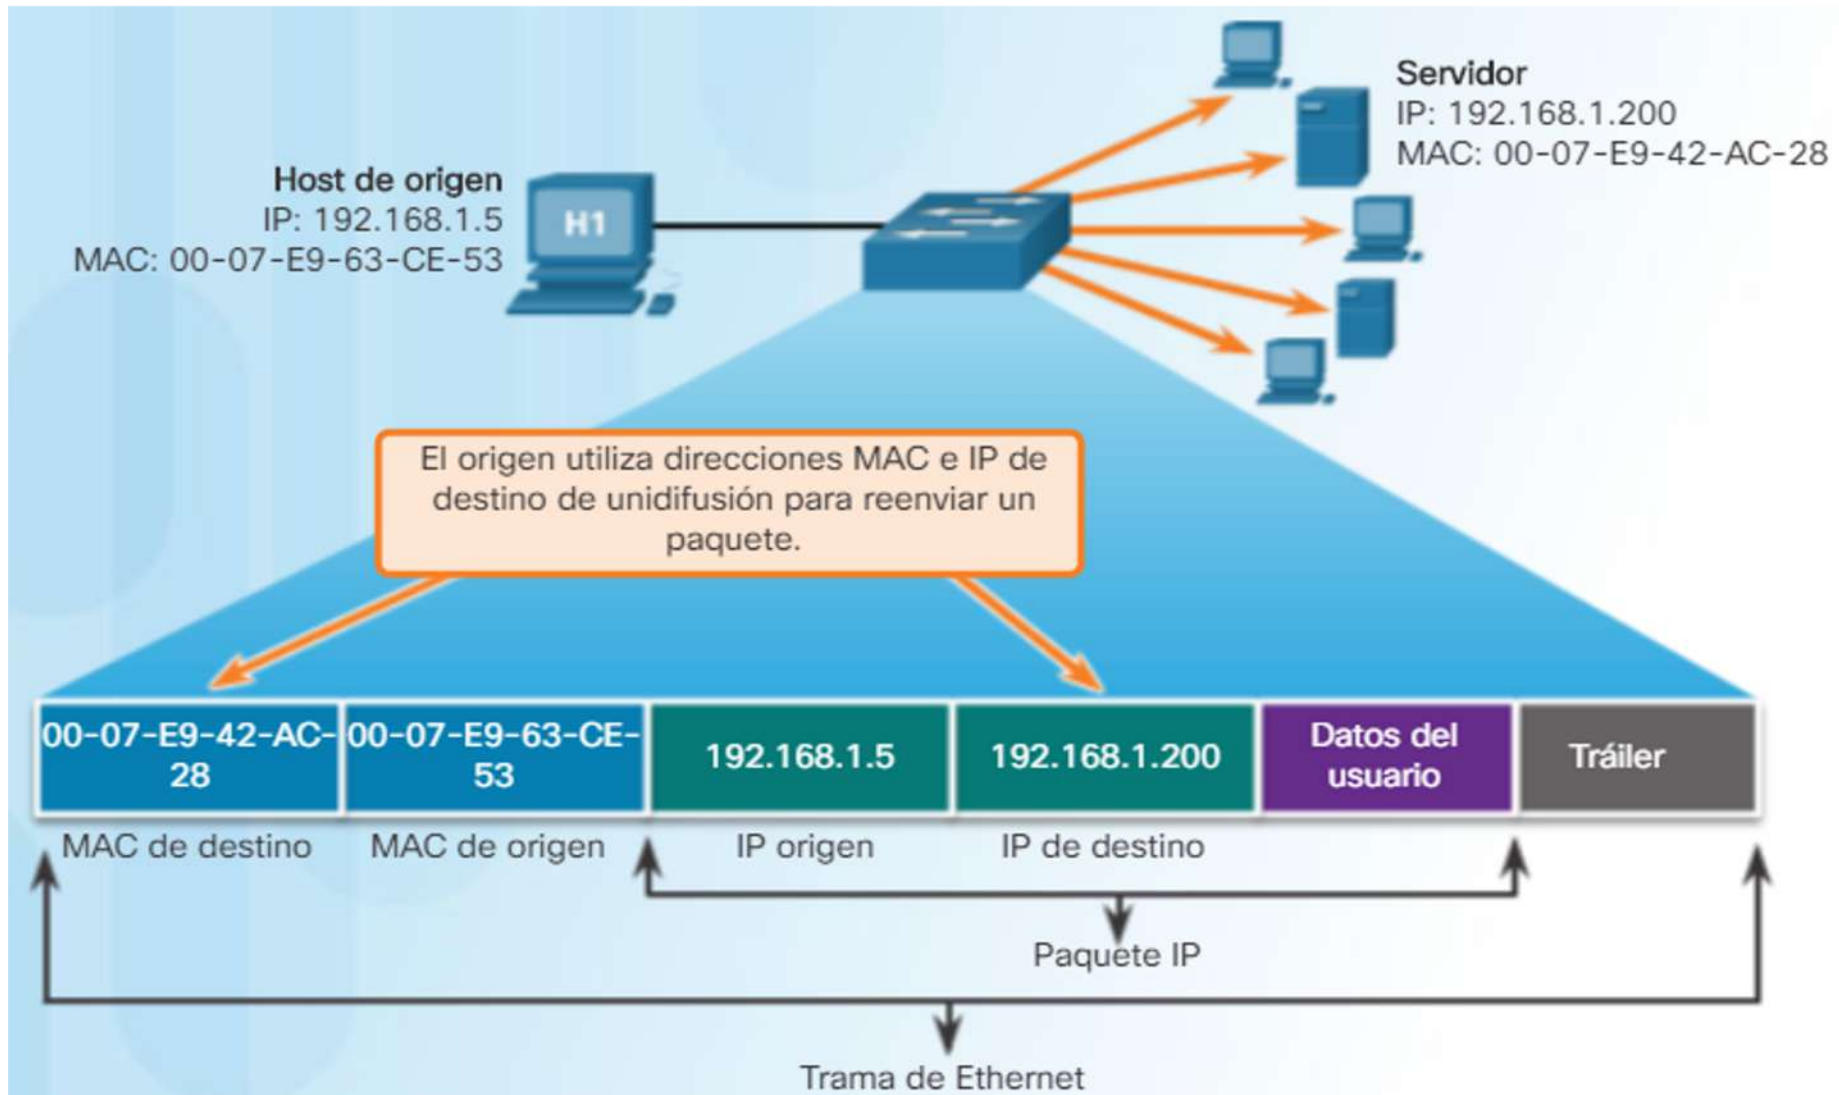 Servidor
IP: 192.168.1.200
MAC: 00-07-E9-42-AC-28
Host de origen
IP: 192.168.1.5
MAC: 00-07-E9-63-CE-53
H1
El origen utiliza direcciones MAC e IP de
destino de unidifusión para reenviar un
paquete.
00-07-E9-42-AC-
28
00-07-E9-63-CE-
53
192.168.1.5
192.168.1.200
Datos del
usuario
Tráiler
MAC de destino
MAC de origen
IP origen
IP de destino
Paquete IP
Trama de Ethernet